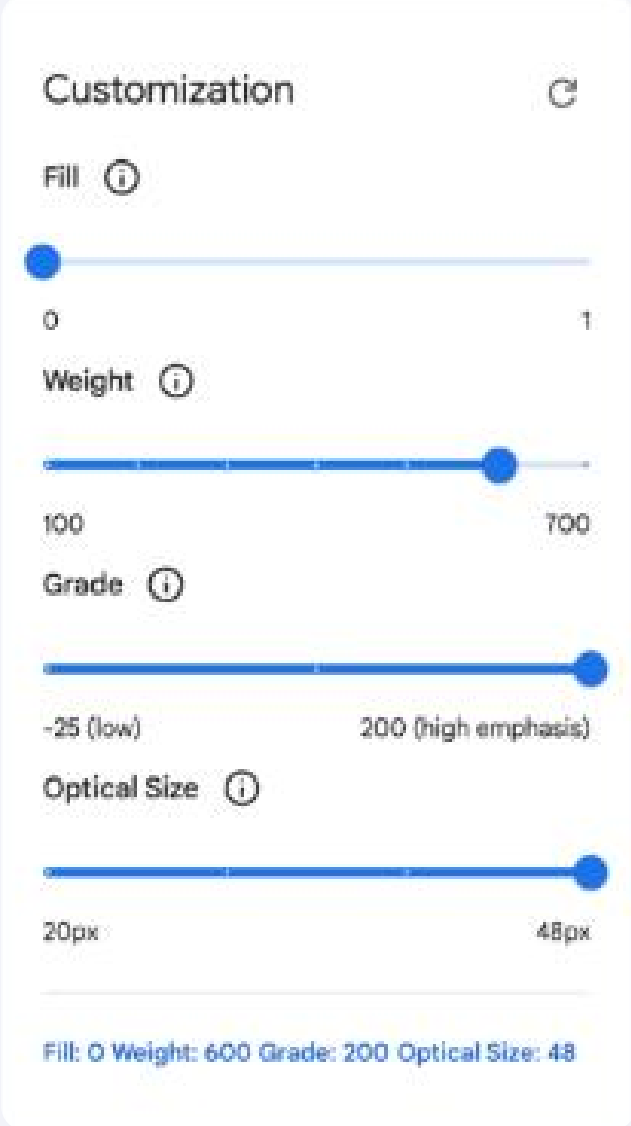 Customization
Fill
0 1
Weight
100 700
Grade
-25 (low) 200 (high emphasis)
Optical Size
20px 48px
Fill: 0 Weight: 600 Grade: 200 Optical Size: 48